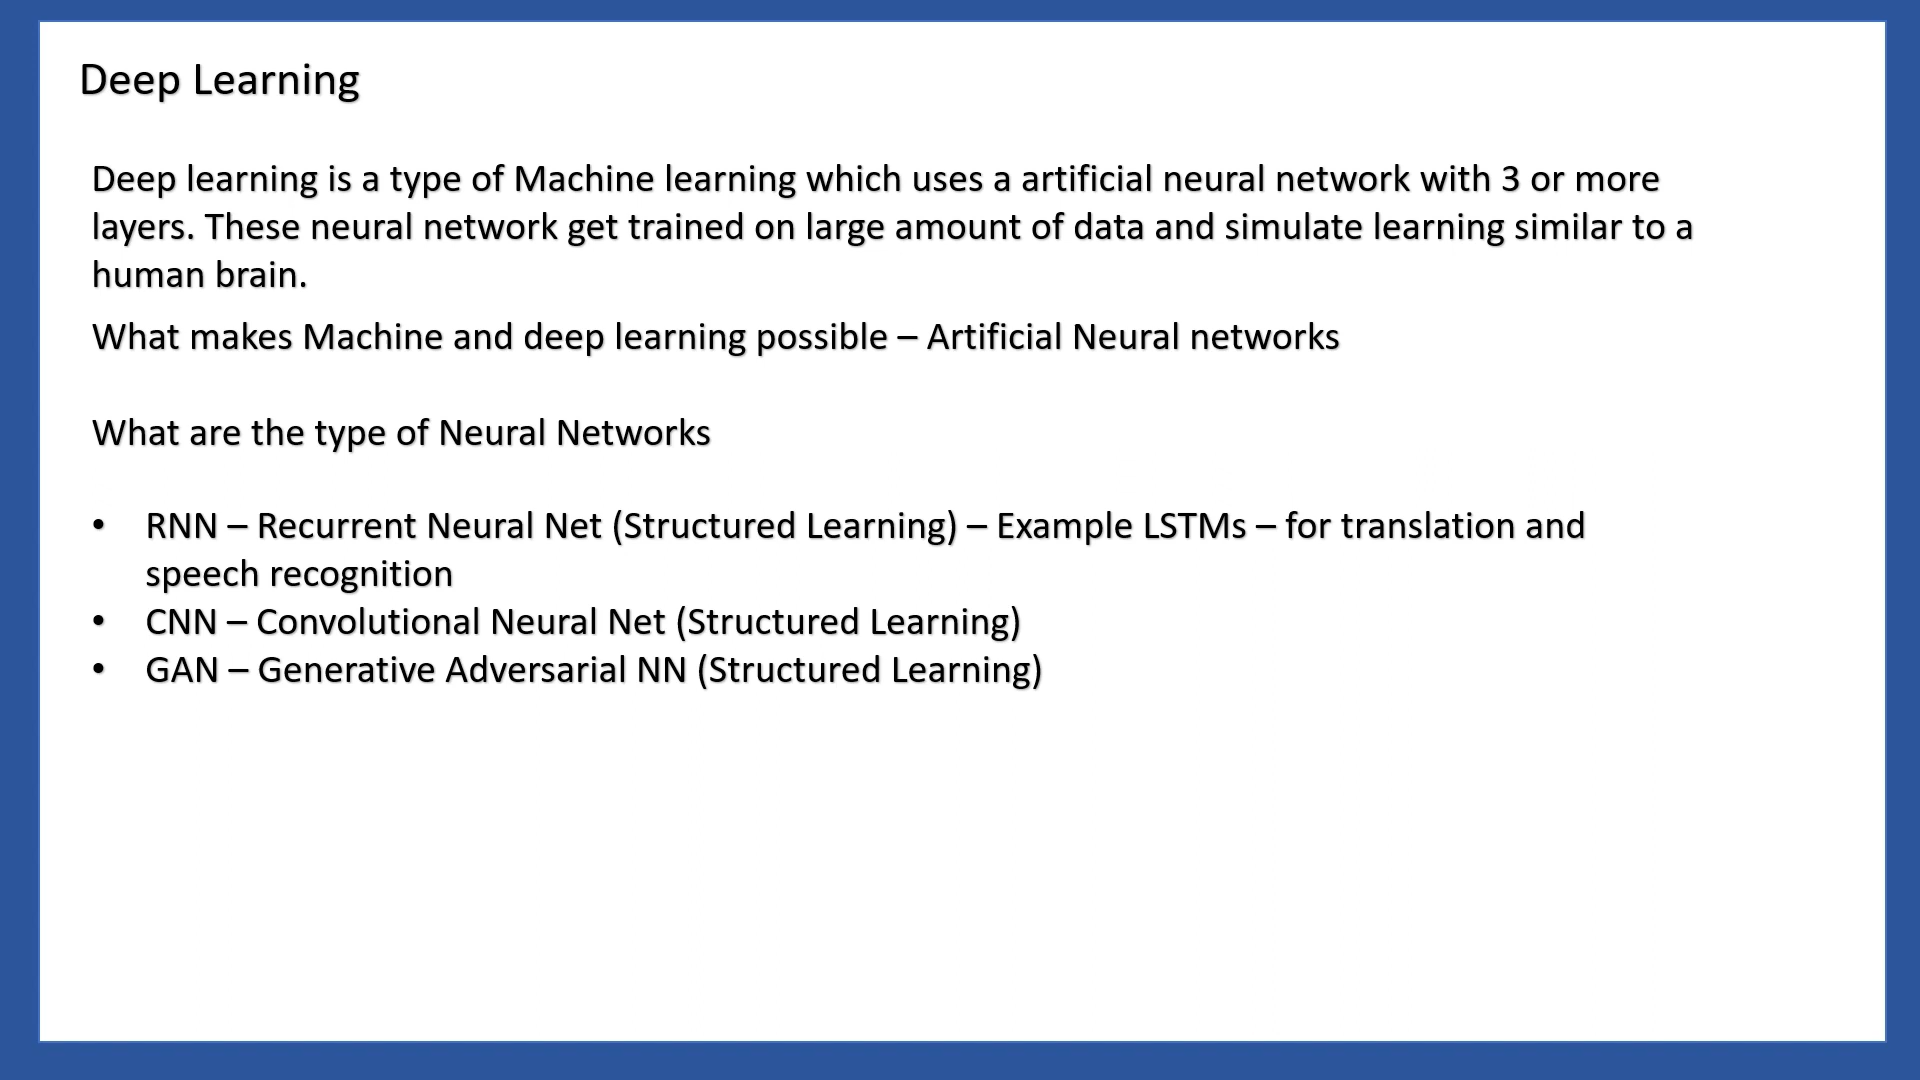 Deep Learning
Deep learning is a type of Machine learning which uses a artificial neural network with 3 or more
layers. These neural network get trained on large amount of data and simulate learning similar to a
human brain.
What makes Machine and deep learning possible – Artificial Neural networks
What are the type of Neural Networks
• RNN – Recurrent Neural Net (Structured Learning) – Example LSTMs – for translation and
speech recognition
• CNN – Convolutional Neural Net (Structured Learning)
• GAN – Generative Adversarial NN (Structured Learning)